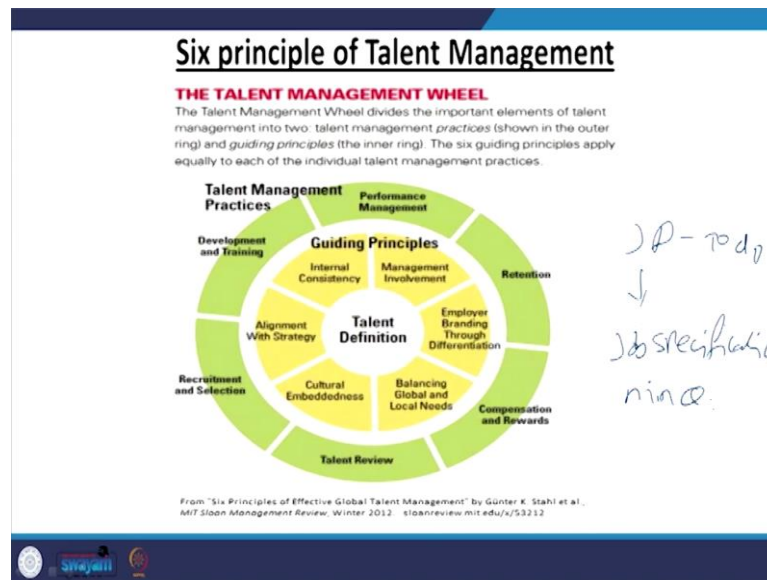 Six principle of Talent Management
THE TALENT MANAGEMENT WHEEL
The Talent Management Wheel divides the important elements of talent
management into two: talent management practices (shown in the outer
ring) and guiding principles (the inner ring). The six guiding principles apply
equally to each of the individual talent management practices.
Talent Management
Practices
Performance
Management
Development
and Training
Guiding Principles
Internal
Consistency
Management
Involvement
Retention
Alignment
With Strategy
Talent
Definition
Employer
Branding
Through
Differentiation
Recruitment
and Selection
Cultural
Embeddedness
Balancing
Global and
Local Needs
Compensation
and Rewards
Talent Review
JD - To do
Job specificatio
min Q.
From "Six Principles of Effective Global Talent Management" by Günter K. Stahl et al.,
MIT Sloan Management Review, Winter 2012. sloanreview.mit.edu/x/53212
swayam